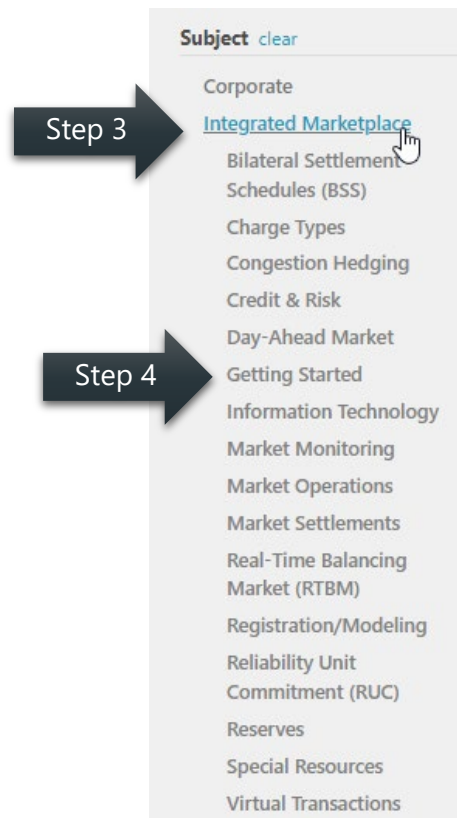 Subject clear
Corporate
Step 3
Integrated Marketplace
Bilateral Settlement
Schedules (BSS)
Charge Types
Congestion Hedging
Credit & Risk
Day-Ahead Market
Step 4
Getting Started
Information Technology
Market Monitoring
Market Operations
Market Settlements
Real-Time Balancing
Market (RTBM)
Registration/Modeling
Reliability Unit
Commitment (RUC)
Reserves
Special Resources
Virtual Transactions